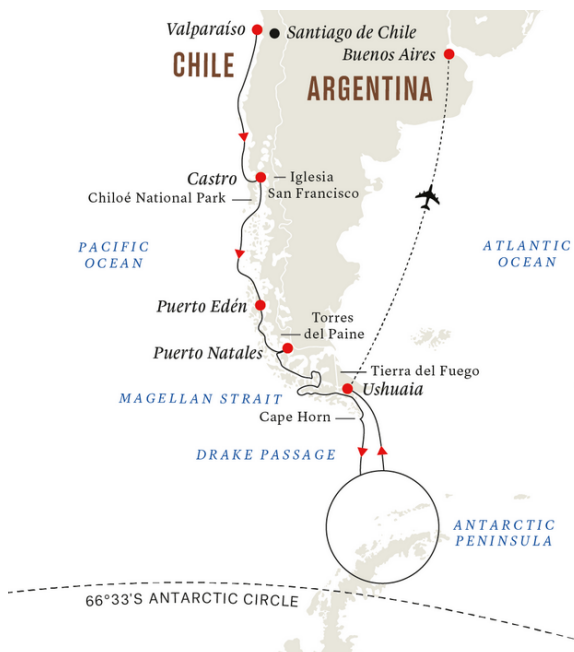 Valparaíso
Santiago de Chile
Buenos Aires
CHILE
ARGENTINA
Castro
Iglesia
San Francisco
Chiloé National Park
PACIFIC
OCEAN
ATLANTIC
OCEAN
Puerto Edén
Torres
del Paine
Puerto Natales
Tierra del Fuego
Ushuaia
MAGELLAN STRAIT
Cape Horn
DRAKE PASSAGE
ANTARCTIC
PENINSULA
66°33'S ANTARCTIC CIRCLE